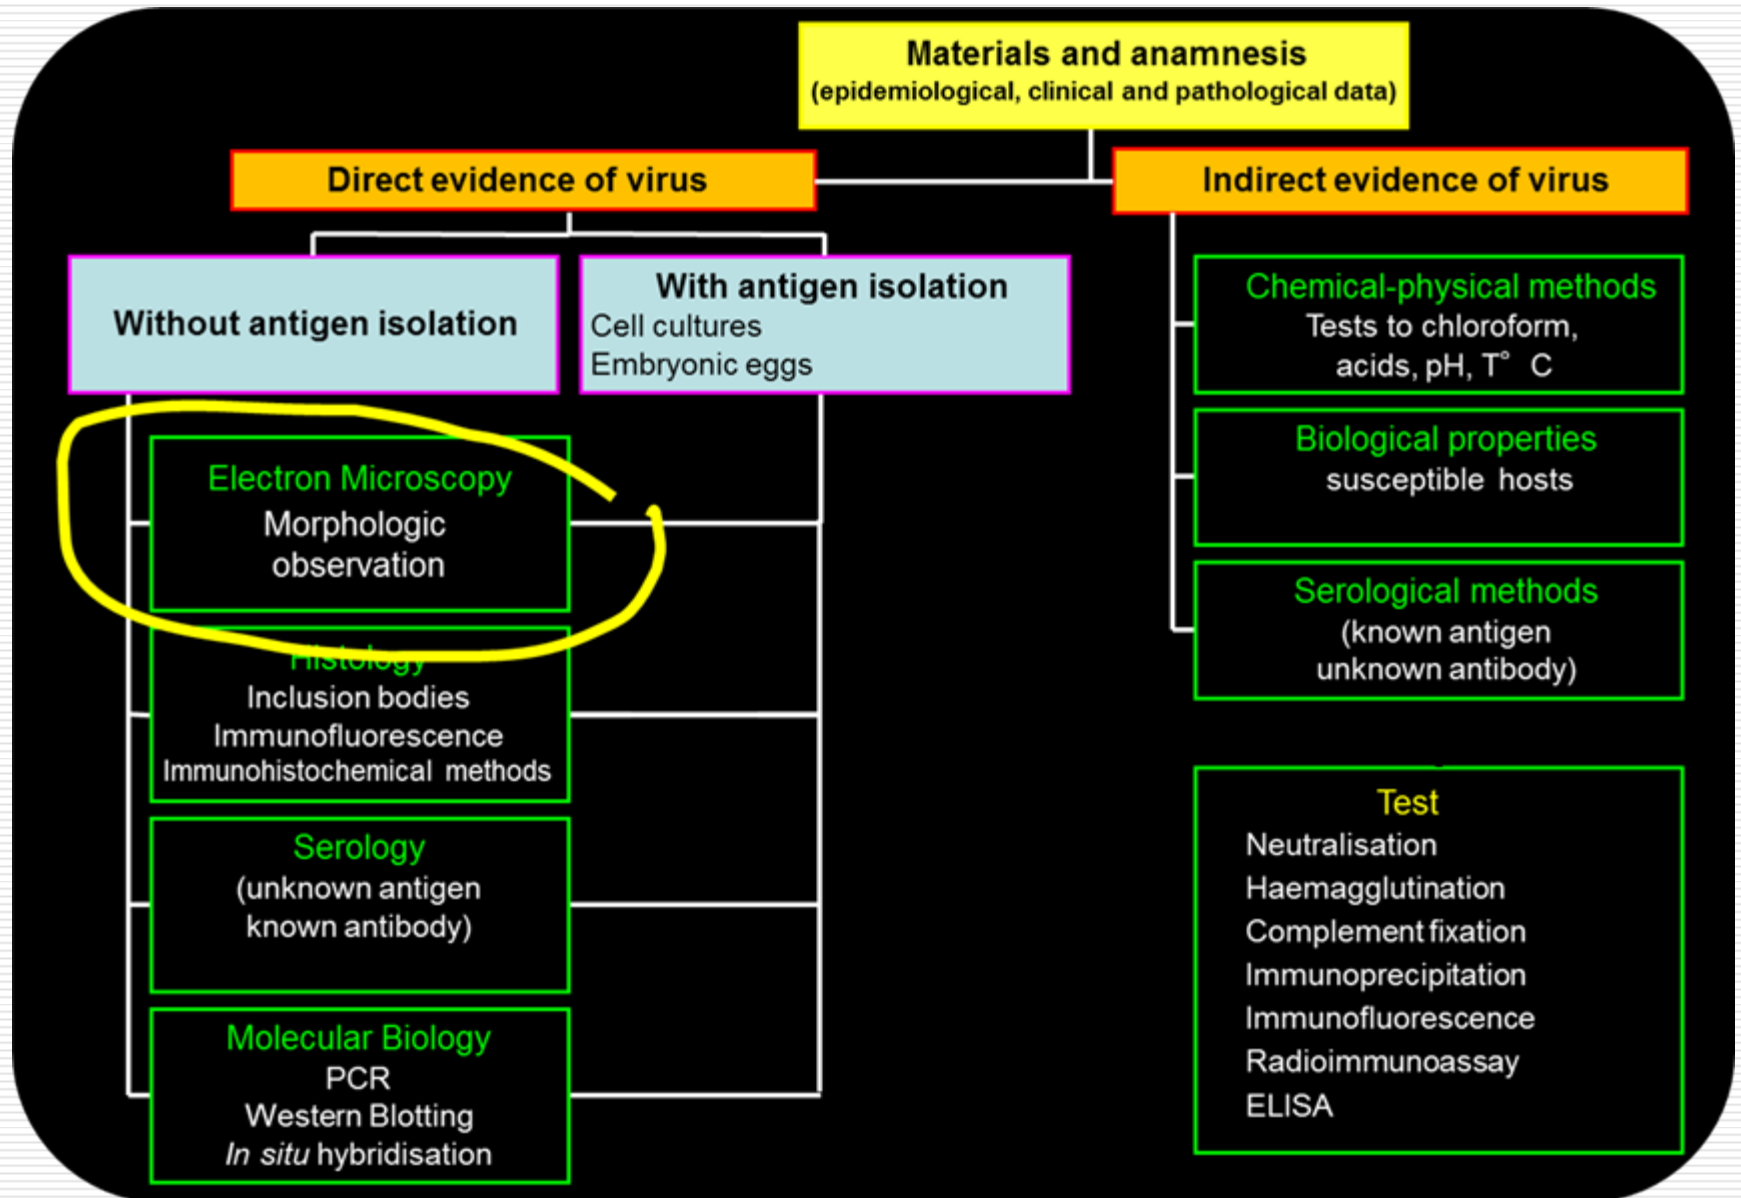 Materials and anamnesis
(epidemiological, clinical and pathological data)
Direct evidence of virus
Indirect evidence of virus
Without antigen isolation
With antigen isolation
Cell cultures
Embryonic eggs
Electron Microscopy
Morphologic
observation
Histology
Inclusion bodies
Immunofluorescence
Immunohistochemical methods
Serology
(unknown antigen
known antibody)
Molecular Biology
PCR
Western Blotting
In situ hybridisation
Chemical-physical methods
Tests to chloroform,
acids, pH, T° C
Biological properties
susceptible hosts
Serological methods
(known antigen
unknown antibody)
Test
Neutralisation
Haemagglutination
Complement fixation
Immunoprecipitation
Immunofluorescence
Radioimmunoassay
ELISA